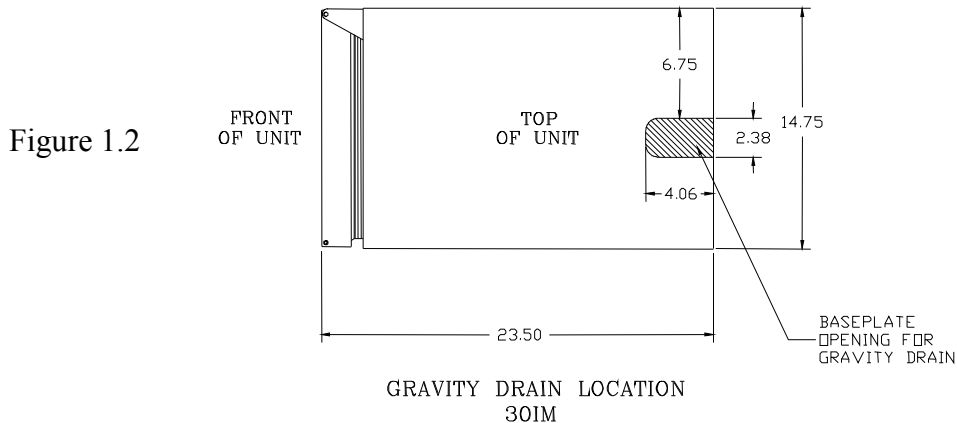 Figure 1.2
FRONT
OF UNIT
TOP
OF UNIT
6.75
14.75
2.38
4.06
23.50
BASEPLATE
OPENING FOR
GRAVITY DRAIN
GRAVITY DRAIN LOCATION
30IM